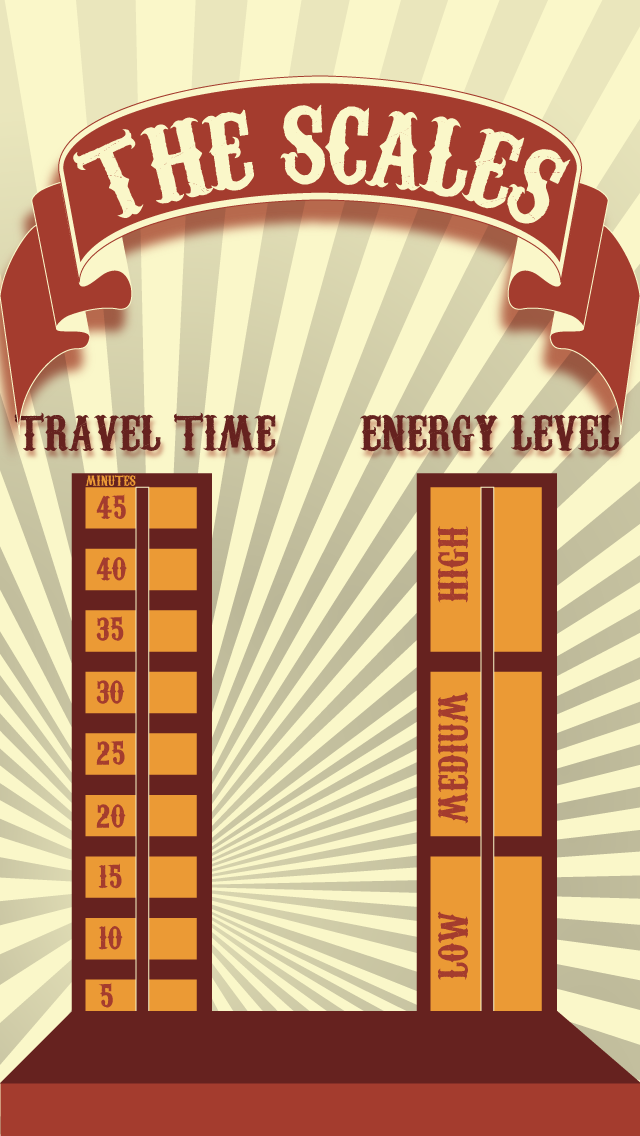 THE SCALES
TRAVEL TIME
ENERGY LEVEL
MINUTES
45
40
35
30
25
20
15
10
5
HIGH
MEDIUM
LOW